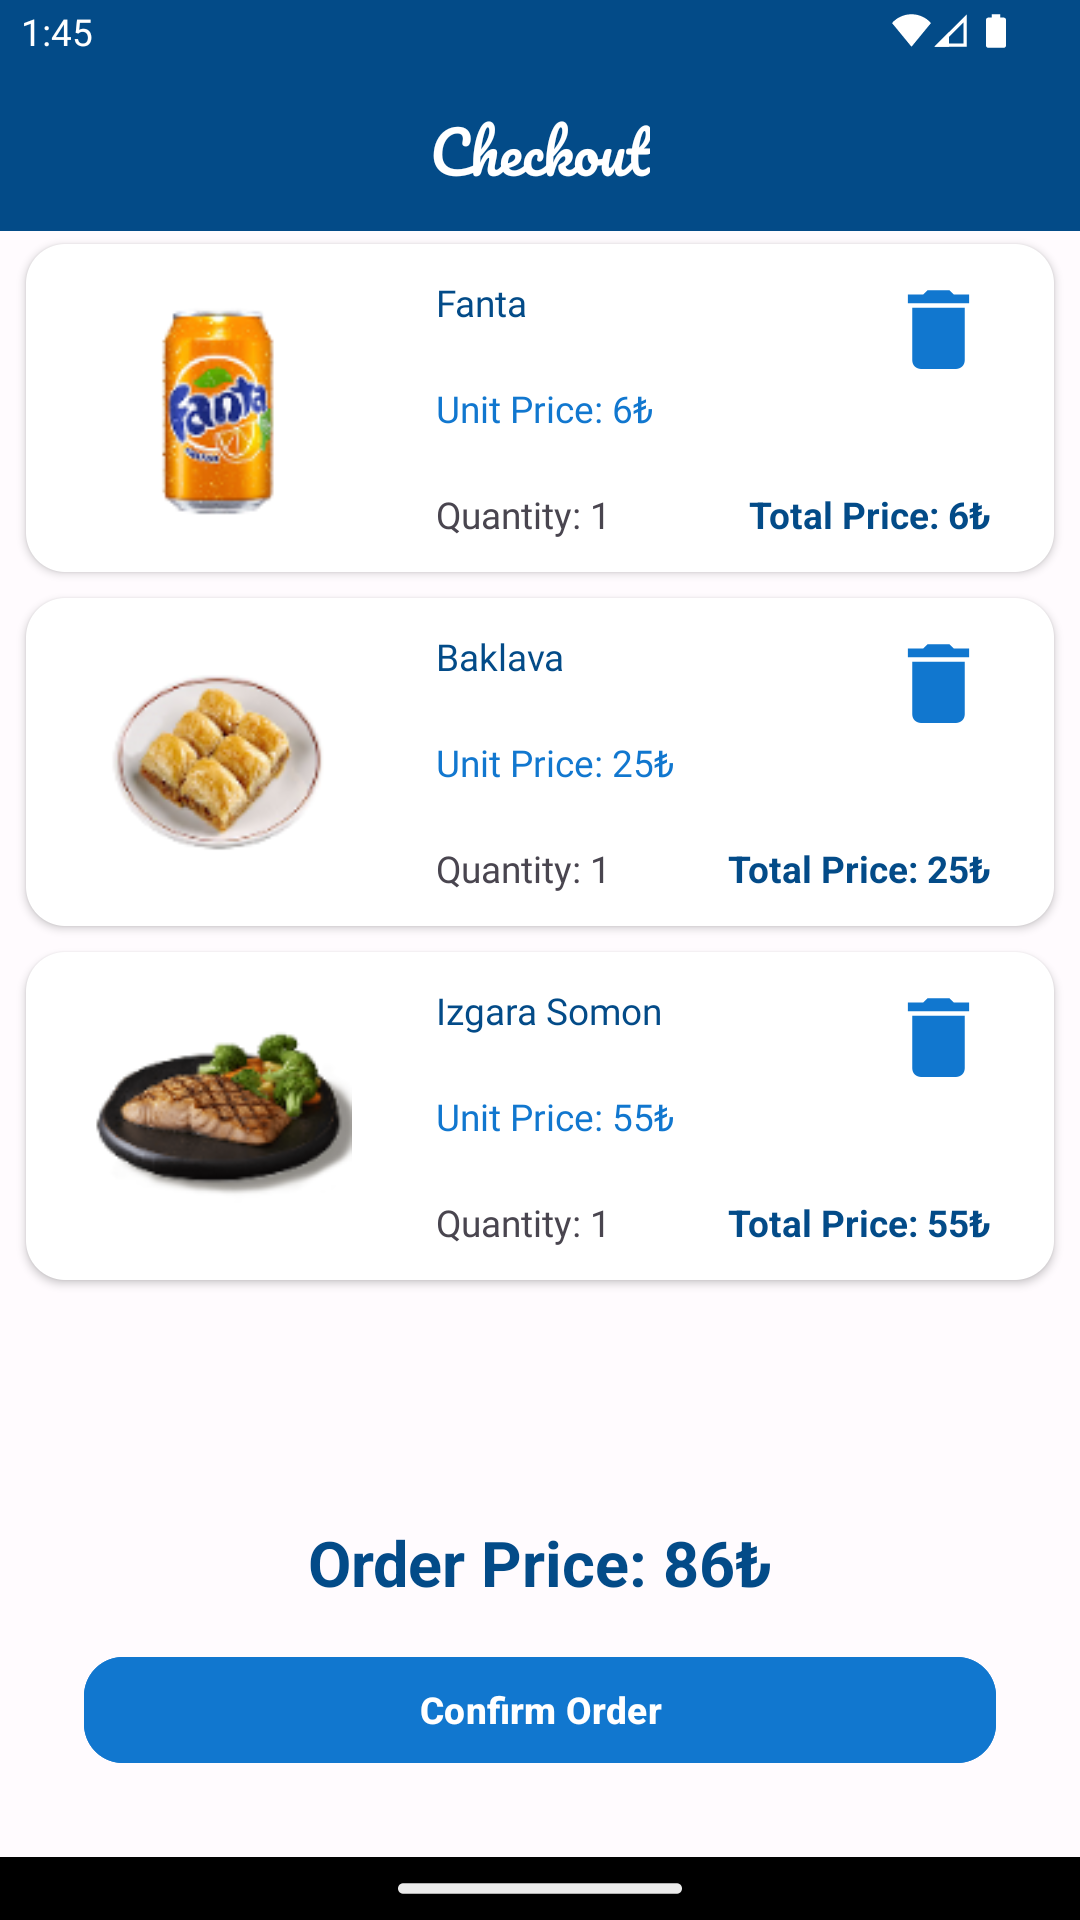 1:45
Checkout
Fanta
Fanta
Unit Price: 6₺
Quantity: 1
Total Price: 6₺
Baklava
Unit Price: 25₺
Quantity: 1
Total Price: 25₺
Izgara Somon
Unit Price: 55₺
Quantity: 1
Total Price: 55₺
Order Price: 86₺
Confirm Order